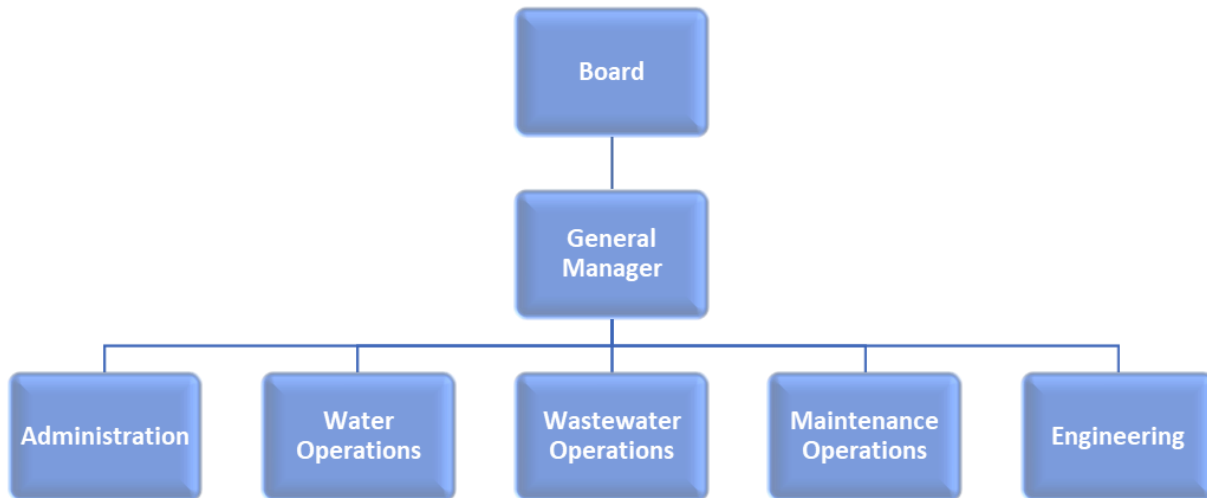 Board
General
Manager
Administration
Water
Operations
Wastewater
Operations
Maintenance
Operations
Engineering